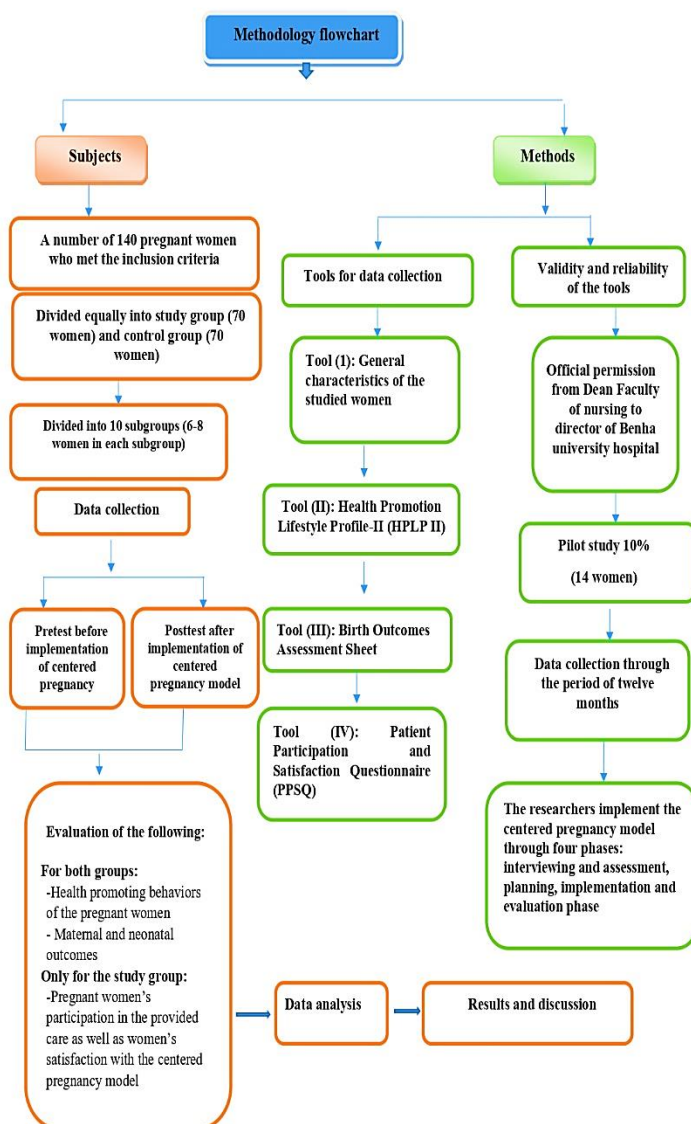 Methodology flowchart
Subjects
A number of 140 pregnant women
who met the inclusion criteria
Divided equally into study group (70
women) and control group (70
women)
Divided into 10 subgroups (6-8
women in each subgroup)
Data collection
Pretest before
implementation
of centered
pregnancy
Posttest after
implementation of
centered
pregnancy model
Evaluation of the following:
For both groups:
-Health promoting behaviors
of the pregnant women
- Maternal and neonatal
outcomes
Only for the study group:
-Pregnant women’s
participation in the provided
care as well as women’s
satisfaction with the centered
pregnancy model
Data analysis
Results and discussion
Methods
Tools for data collection
Tool (1): General
characteristics of the
studied women
Tool (II): Health Promotion
Lifestyle Profile-II (HPLP II)
Tool (III): Birth Outcomes
Assessment Sheet
Tool (IV): Patient
Participation and
Satisfaction Questionnaire
(PPSQ)
Validity and reliability
of the tools
Official permission
from Dean Faculty
of nursing to
director of Benha
university hospital
Pilot study 10%
(14 women)
Data collection through
the period of twelve
months
The researchers implement the
centered pregnancy model
through four phases:
interviewing and assessment,
planning, implementation and
evaluation phase